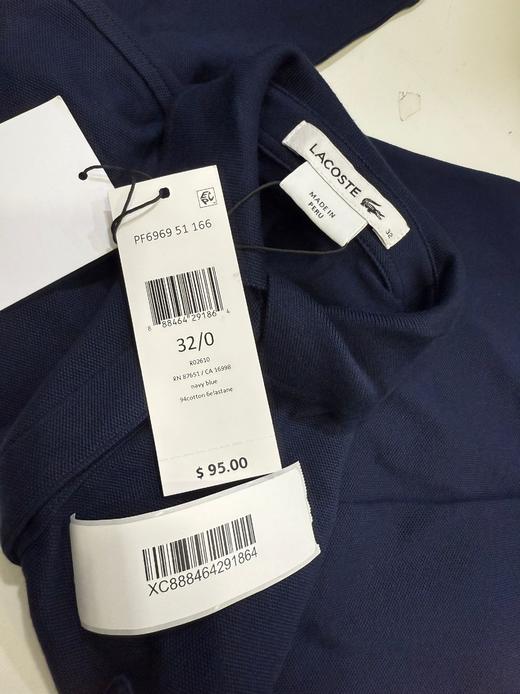 LACOSTE
32
MADE IN
PERU
PF6969 51 166
8 88464 29186 4
32/0
R02610
RN 87651 / CA 16998
navy blue
94cotton 6elastane
$ 95.00
XC888464291864